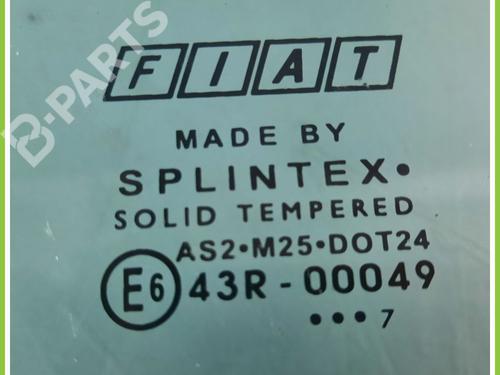 FIAT
B-PARTS
MADE BY
SPLINTEX•
SOLID TEMPERED
AS2•M25•DOT24
E6 43R-00049
•••7